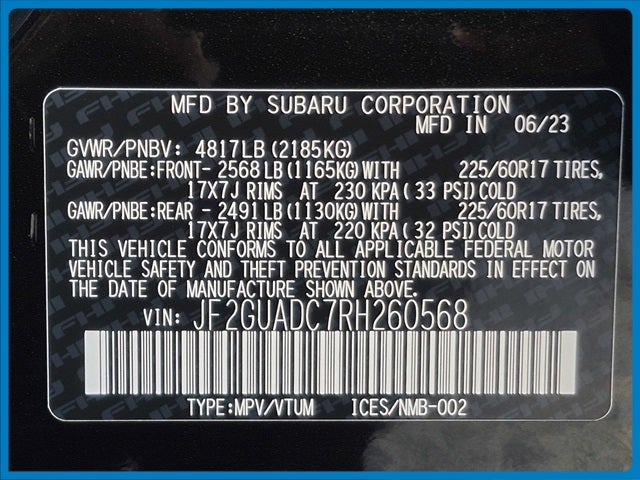 MFD BY SUBARU CORPORATION
MFD IN 06/23
GVWR/PNBV: 4817LB (2185KG)
GAWR/PNBE:FRONT- 2568 LB (1165KG) WITH 225/60R17 TIRES,
17X7J RIMS AT 230 KPA ( 33 PSI) COLD
GAWR/PNBE:REAR - 2491 LB (1130KG) WITH 225/60R17 TIRES,
17X7J RIMS AT 220 KPA ( 32 PSI) COLD
THIS VEHICLE CONFORMS TO ALL APPLICABLE FEDERAL MOTOR
VEHICLE SAFETY AND THEFT PREVENTION STANDARDS IN EFFECT ON
THE DATE OF MANUFACTURE SHOWN ABOVE.
VIN: JF2GUADC7RH260568
TYPE:MPV/VTUM ICES/NMB-002